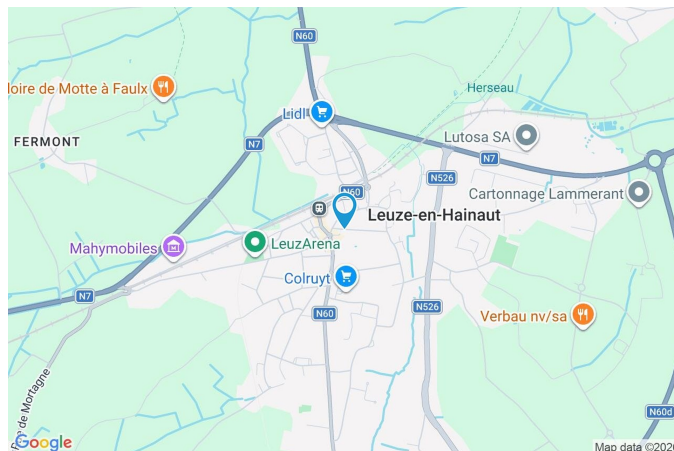 N60
loire de Motte à Faulx
Herseau
Lidl
FERMONT
N7
Lutosa SA
N7
N60
N526
Cartonnage Lammerant
Leuze-en-Hainaut
Mahymobiles
LeuzArena
Colruyt
N7
N60
N526
Verbau nv/sa
de Mortagne
N60d
Google
Map data ©2026